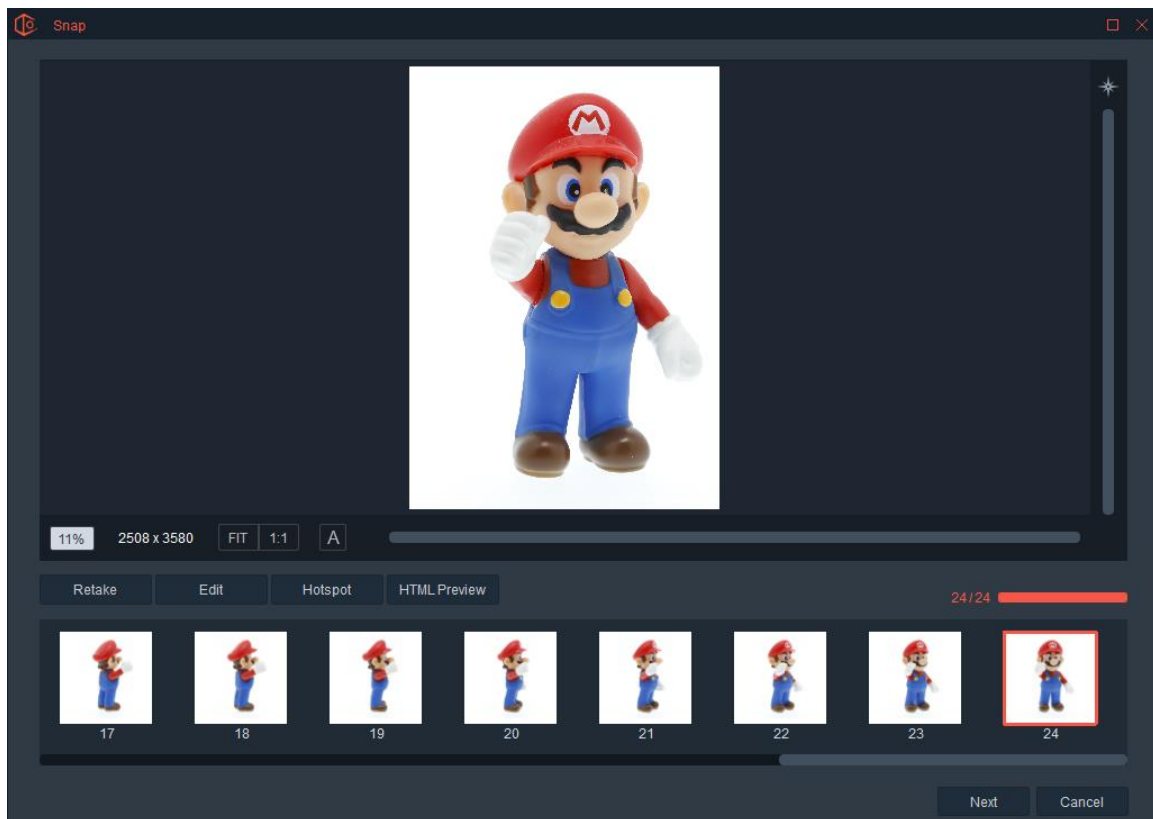 Snap
M
11% 2508 x 3580 FIT 1:1 A
Retake Edit Hotspot HTML Preview
24/24
17 18 19 20 21 22 23 24
Next Cancel